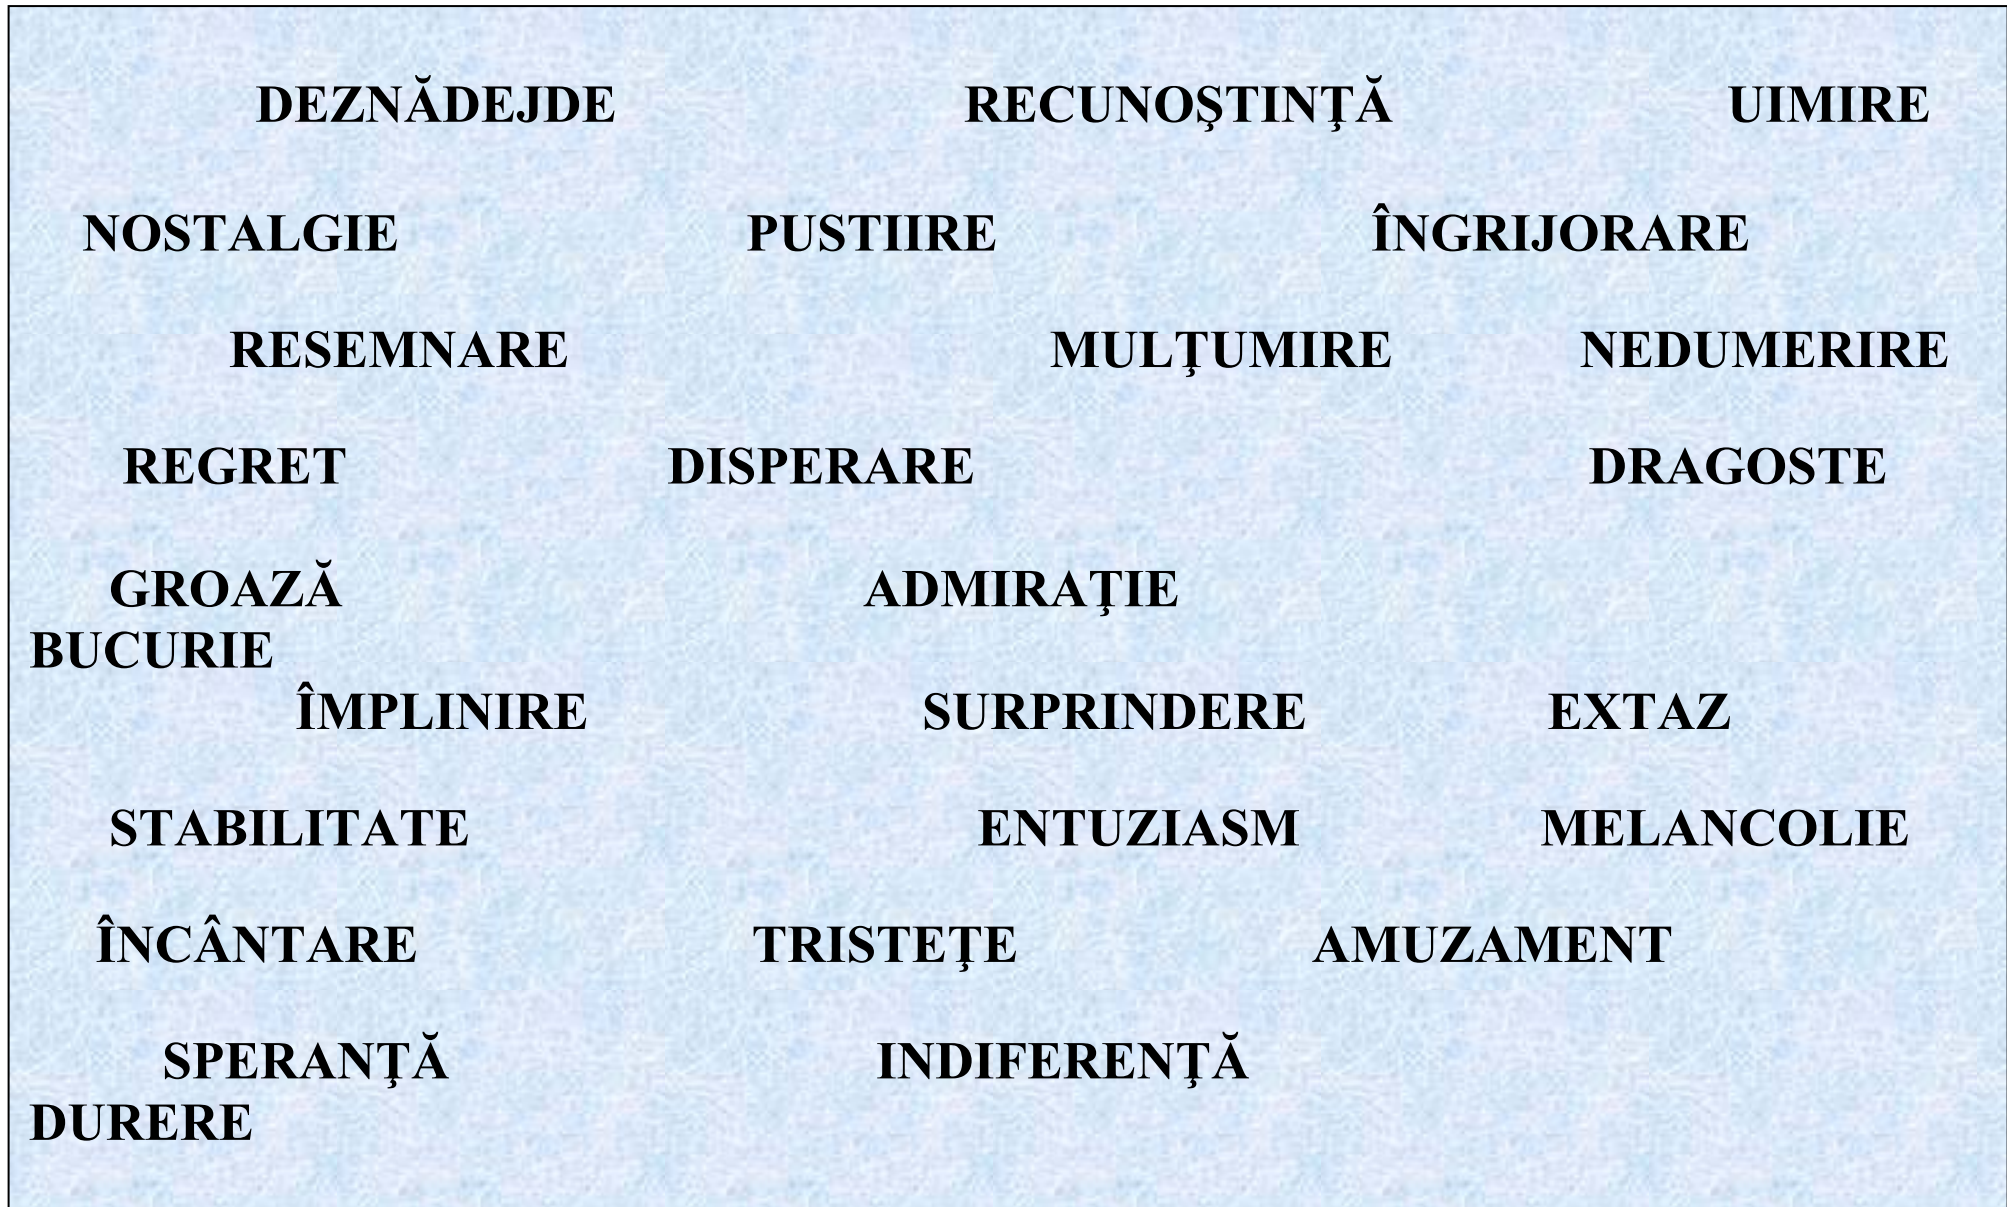 DEZNĂDEJDE RECUNOŞTINŢĂ UIMIRE
NOSTALGIE PUSTIIRE ÎNGRIJORARE
RESEMNARE MULŢUMIRE NEDUMERIRE
REGRET DISPERARE DRAGOSTE
GROAZĂ ADMIRAŢIE
BUCURIE
ÎMPLINIRE SURPRINDERE EXTAZ
STABILITATE ENTUZIASM MELANCOLIE
ÎNCÂNTARE TRISTEŢE AMUZAMENT
SPERANŢĂ INDIFERENŢĂ
DURERE